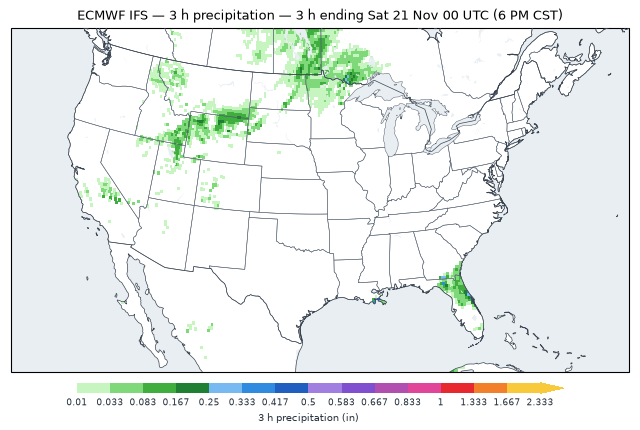 ECMWF IFS — 3 h precipitation — 3 h ending Sat 21 Nov 00 UTC (6 PM CST)
0.01 0.033 0.083 0.167 0.25 0.333 0.417 0.5 0.583 0.667 0.833 1 1.333 1.667 2.333
3 h precipitation (in)